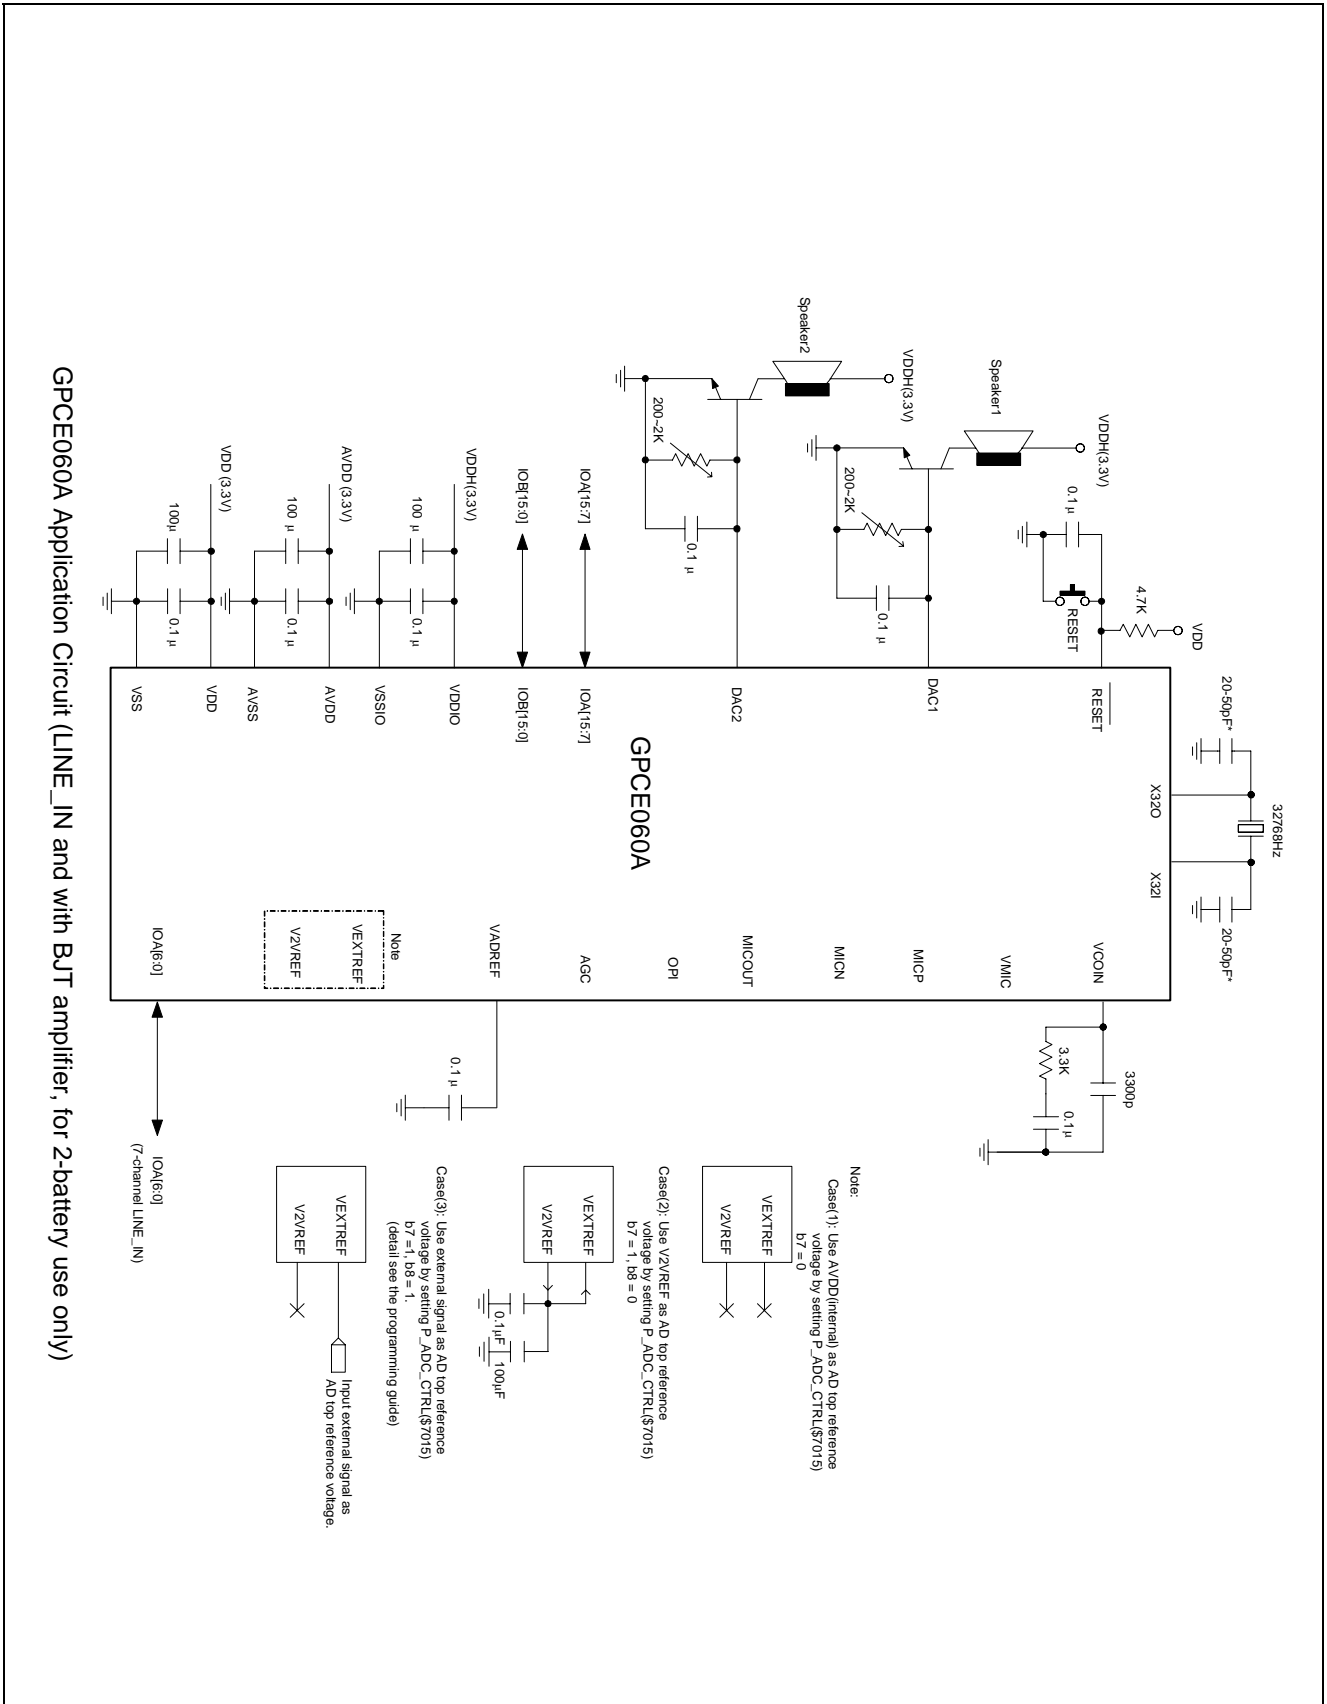 20-50pF*
32768Hz
20-50pF*
VDD
4.7K
0.1 µ
RESET
VDDH(3.3V)
Speaker1
200~2K
0.1 µ
VDDH(3.3V)
Speaker2
200~2K
0.1 µ
IOA[15:7]
IOB[15:0]
VDDH(3.3V)
100 µ
0.1 µ
AVDD (3.3V)
100 µ
0.1 µ
VDD (3.3V)
100µ
0.1 µ
X32O
X32I
RESET
DAC1
DAC2
GPCE060A
IOA[15:7]
IOB[15:0]
VDDIO
VSSIO
AVDD
AVSS
VDD
VSS
VCOIN
VMIC
MICP
MICN
MICOUT
OPI
AGC
VADREF
Note
VEXTREF
V2VREF
IOA[6:0]
3300p
3.3K
0.1µ
0.1 µ
IOA[6:0]
(7-channel LINE_IN)
Note:
Case(1): Use AVDD(internal) as AD top reference
voltage by setting P_ADC_CTRL($7015)
b7 = 0
VEXTREF
V2VREF
Case(2): Use V2VREF as AD top reference
voltage by setting P_ADC_CTRL($7015)
b7 = 1, b8 = 0
VEXTREF
V2VREF
0.1µF
100µF
Case(3): Use external signal as AD top reference
voltage by setting P_ADC_CTRL($7015)
b7 =1, b8 = 1.
(detail see the programming guide)
VEXTREF
V2VREF
Input external signal as
AD top reference voltage.
GPCE060A Application Circuit (LINE_IN and with BJT amplifier, for 2-battery use only)